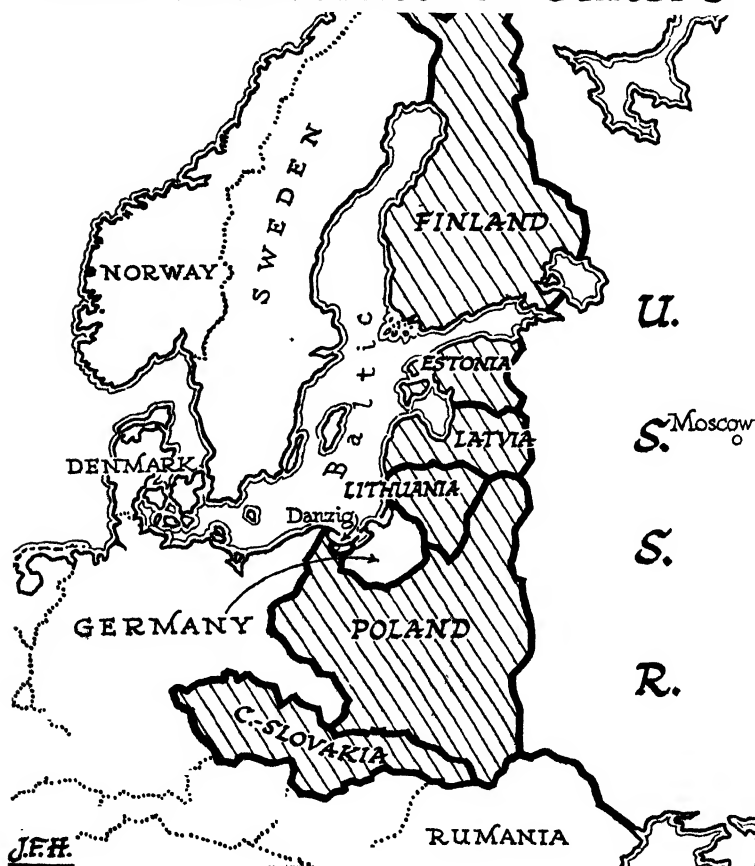 FINLAND
SWEDEN
NORWAY
U.
Baltic
ESTONIA
S.
Moscow
LATVIA
DENMARK
LITHUANIA
Danzig
S.
GERMANY
POLAND
R.
C.-SLOVAKIA
RUMANIA
J.F.H.